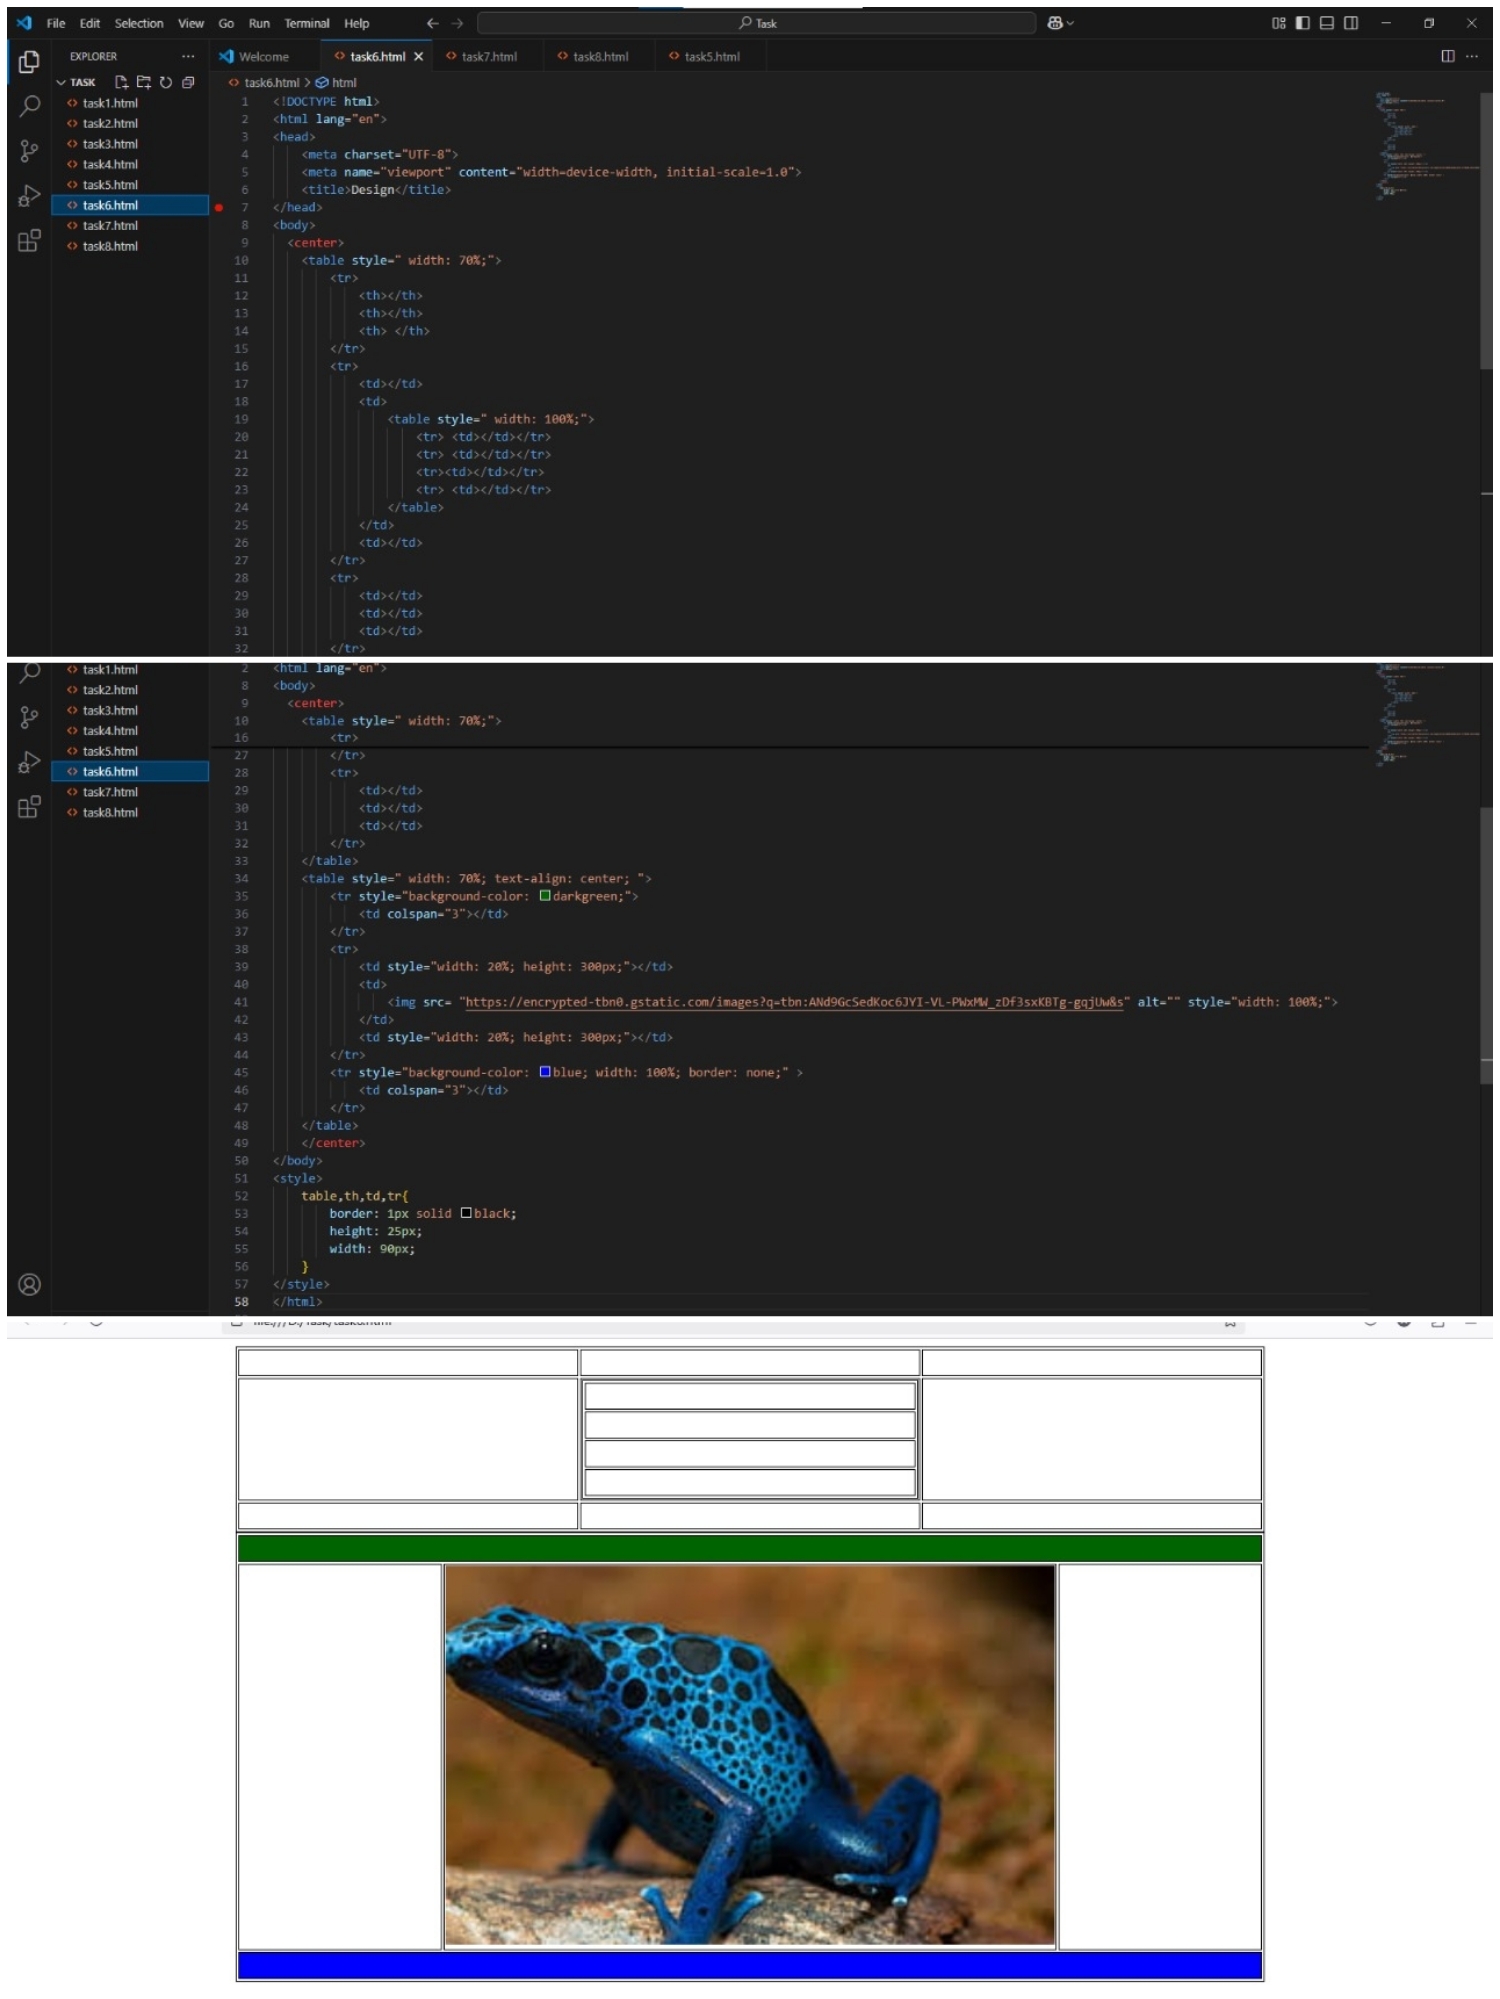 File Edit Selection View Go Run Terminal Help Task
EXPLORER
TASK
task1.html
task2.html
task3.html
task4.html
task5.html
task6.html
task7.html
task8.html
Welcome task6.html task7.html task8.html task5.html
task6.html > html
1 <!DOCTYPE html>
2 <html lang="en">
3 <head>
4 <meta charset="UTF-8">
5 <meta name="viewport" content="width=device-width, initial-scale=1.0">
6 <title>Design</title>
7 </head>
8 <body>
9 <center>
10 <table style=" width: 70%;">
11 <tr>
12 <th></th>
13 <th></th>
14 <th> </th>
15 </tr>
16 <tr>
17 <td></td>
18 <td>
19 <table style=" width: 100%;">
20 <tr> <td></td></tr>
21 <tr> <td></td></tr>
22 <tr><td></td></tr>
23 <tr> <td></td></tr>
24 </table>
25 </td>
26 <td></td>
27 </tr>
28 <tr>
29 <td></td>
30 <td></td>
31 <td></td>
32 </tr>
task1.html
task2.html
task3.html
task4.html
task5.html
task6.html
task7.html
task8.html
2 <html lang="en">
8 <body>
9 <center>
10 <table style=" width: 70%;">
16 <tr>
27 </tr>
28 <tr>
29 <td></td>
30 <td></td>
31 <td></td>
32 </tr>
33 </table>
34 <table style=" width: 70%; text-align: center; ">
35 <tr style="background-color: darkgreen;">
36 <td colspan="3"></td>
37 </tr>
38 <tr>
39 <td style="width: 20%; height: 300px;"></td>
40 <td>
41 <img src= "https://encrypted-tbn0.gstatic.com/images?q=tbn:ANd9GcSedKoc6JYI-VL-PWxMW_zDf3sxKBTg-gqjUw&s" alt="" style="width: 100%;">
42 </td>
43 <td style="width: 20%; height: 300px;"></td>
44 </tr>
45 <tr style="background-color: blue; width: 100%; border: none;" >
46 <td colspan="3"></td>
47 </tr>
48 </table>
49 </center>
50 </body>
51 <style>
52 table,th,td,tr{
53 border: 1px solid black;
54 height: 25px;
55 width: 90px;
56 }
57 </style>
58 </html>